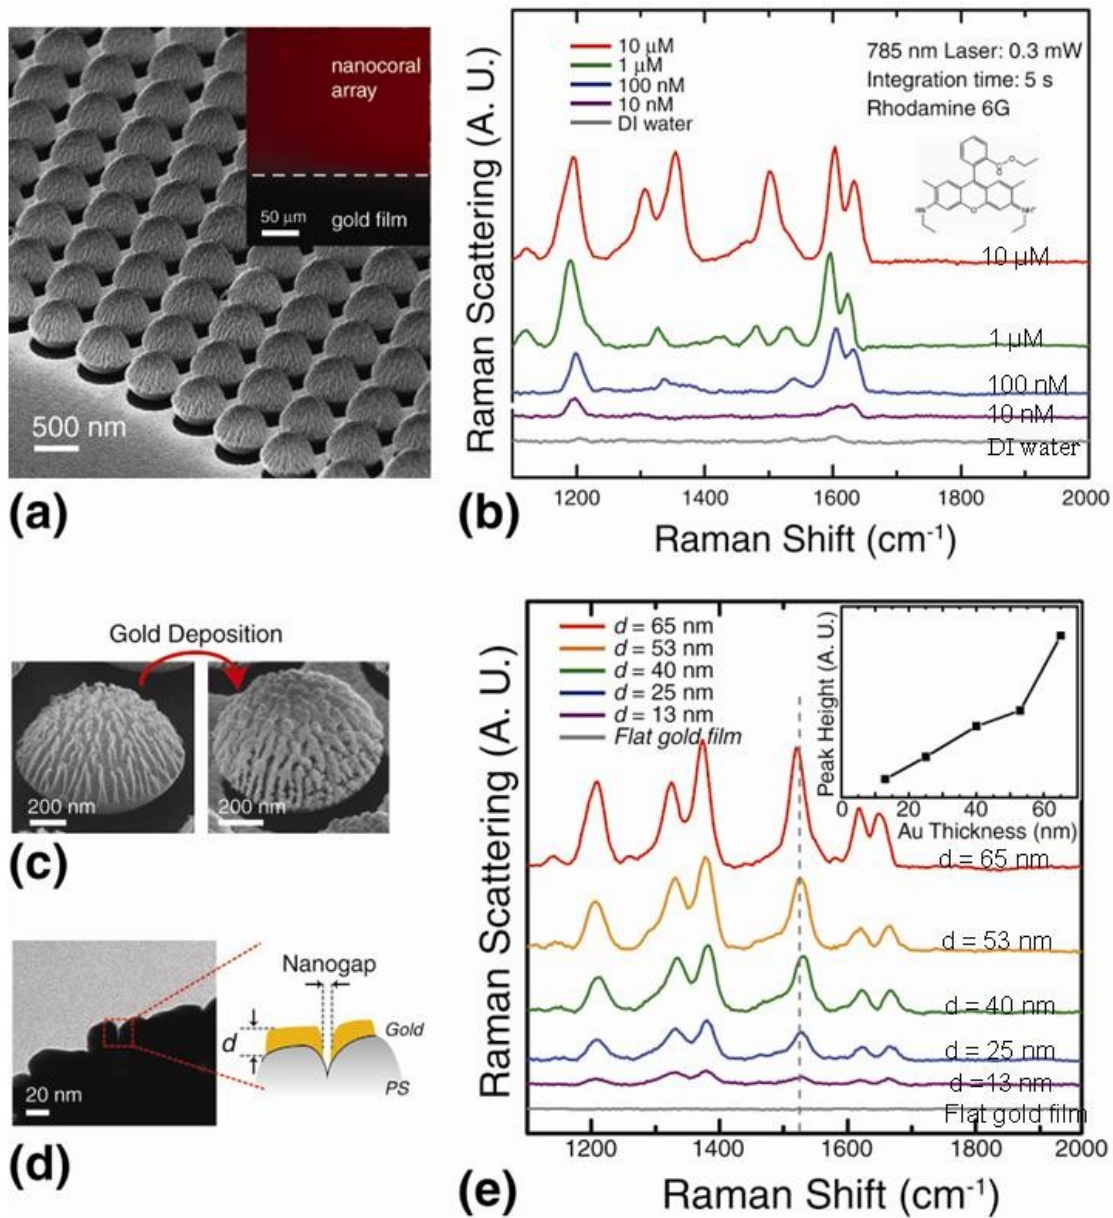 nanocoral
array
50 μm
gold film
500 nm
(a)
Raman Scattering (A. U.)
10 μM
1 μM
100 nM
10 nM
DI water
785 nm Laser: 0.3 mW
Integration time: 5 s
Rhodamine 6G
O
O
HN
O
NH⁺
10 μM
1 μM
100 nM
10 nM
DI water
1200
1400
1600
1800
2000
Raman Shift (cm⁻¹)
(b)
Gold Deposition
200 nm
200 nm
(c)
Nanogap
d
Gold
PS
20 nm
(d)
Raman Scattering (A. U.)
d = 65 nm
d = 53 nm
d = 40 nm
d = 25 nm
d = 13 nm
Flat gold film
Peak Height (A. U.)
0
20
40
60
Au Thickness (nm)
d = 65 nm
d = 53 nm
d = 40 nm
d = 25 nm
d =13 nm
Flat gold film
1200
1400
1600
1800
2000
Raman Shift (cm⁻¹)
(e)